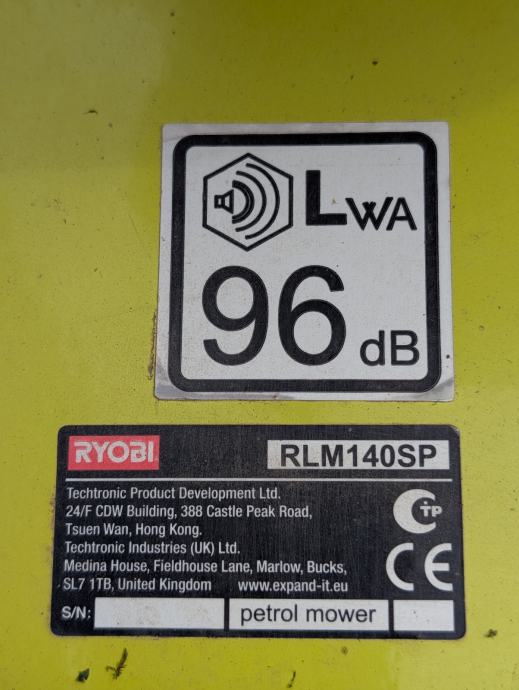 LWA
96 dB
RYOBI
RLM140SP
Techtronic Product Development Ltd.
24/F CDW Building, 388 Castle Peak Road,
Tsuen Wan, Hong Kong.
Techtronic Industries (UK) Ltd.
Medina House, Fieldhouse Lane, Marlow, Bucks,
SL7 1TB, United Kingdom www.expand-it.eu
CTP
CE
S/N: petrol mower